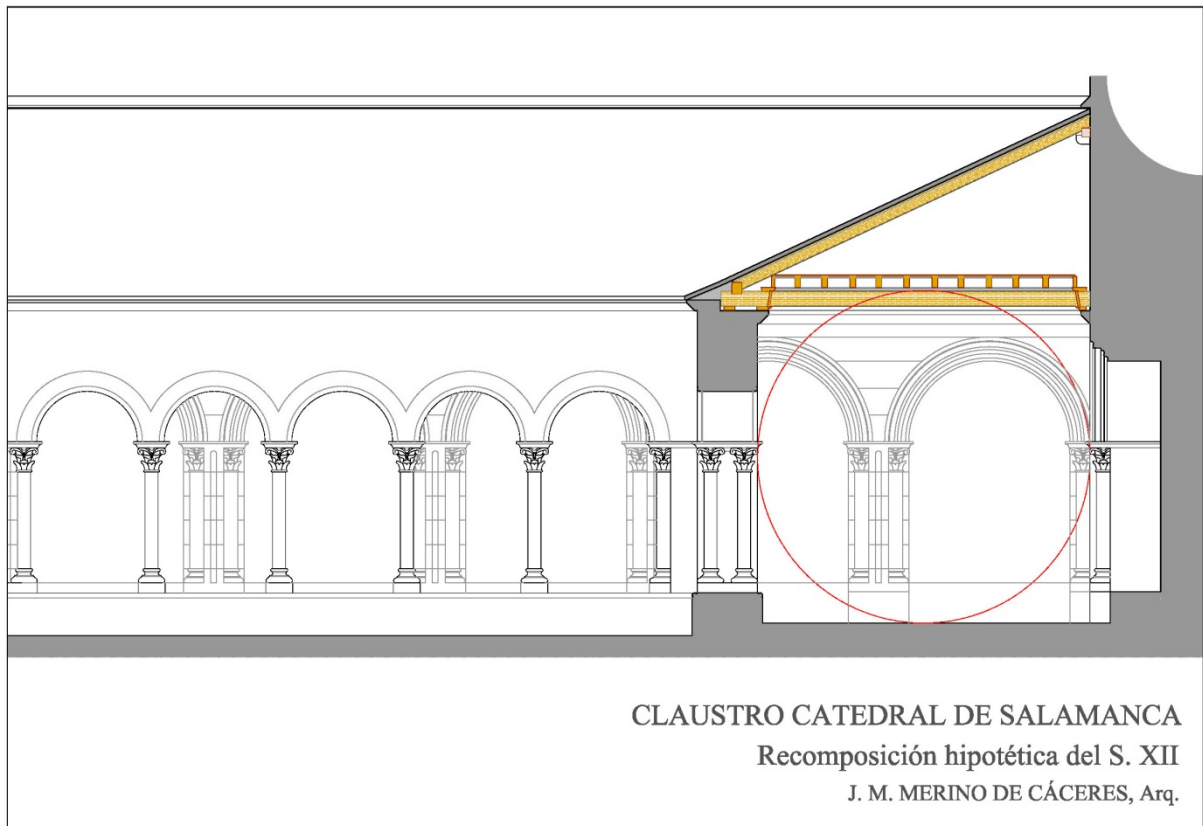 CLAUSTRO CATEDRAL DE SALAMANCA
Recomposición hipotética del S. XII
J. M. MERINO DE CÁCERES, Arq.